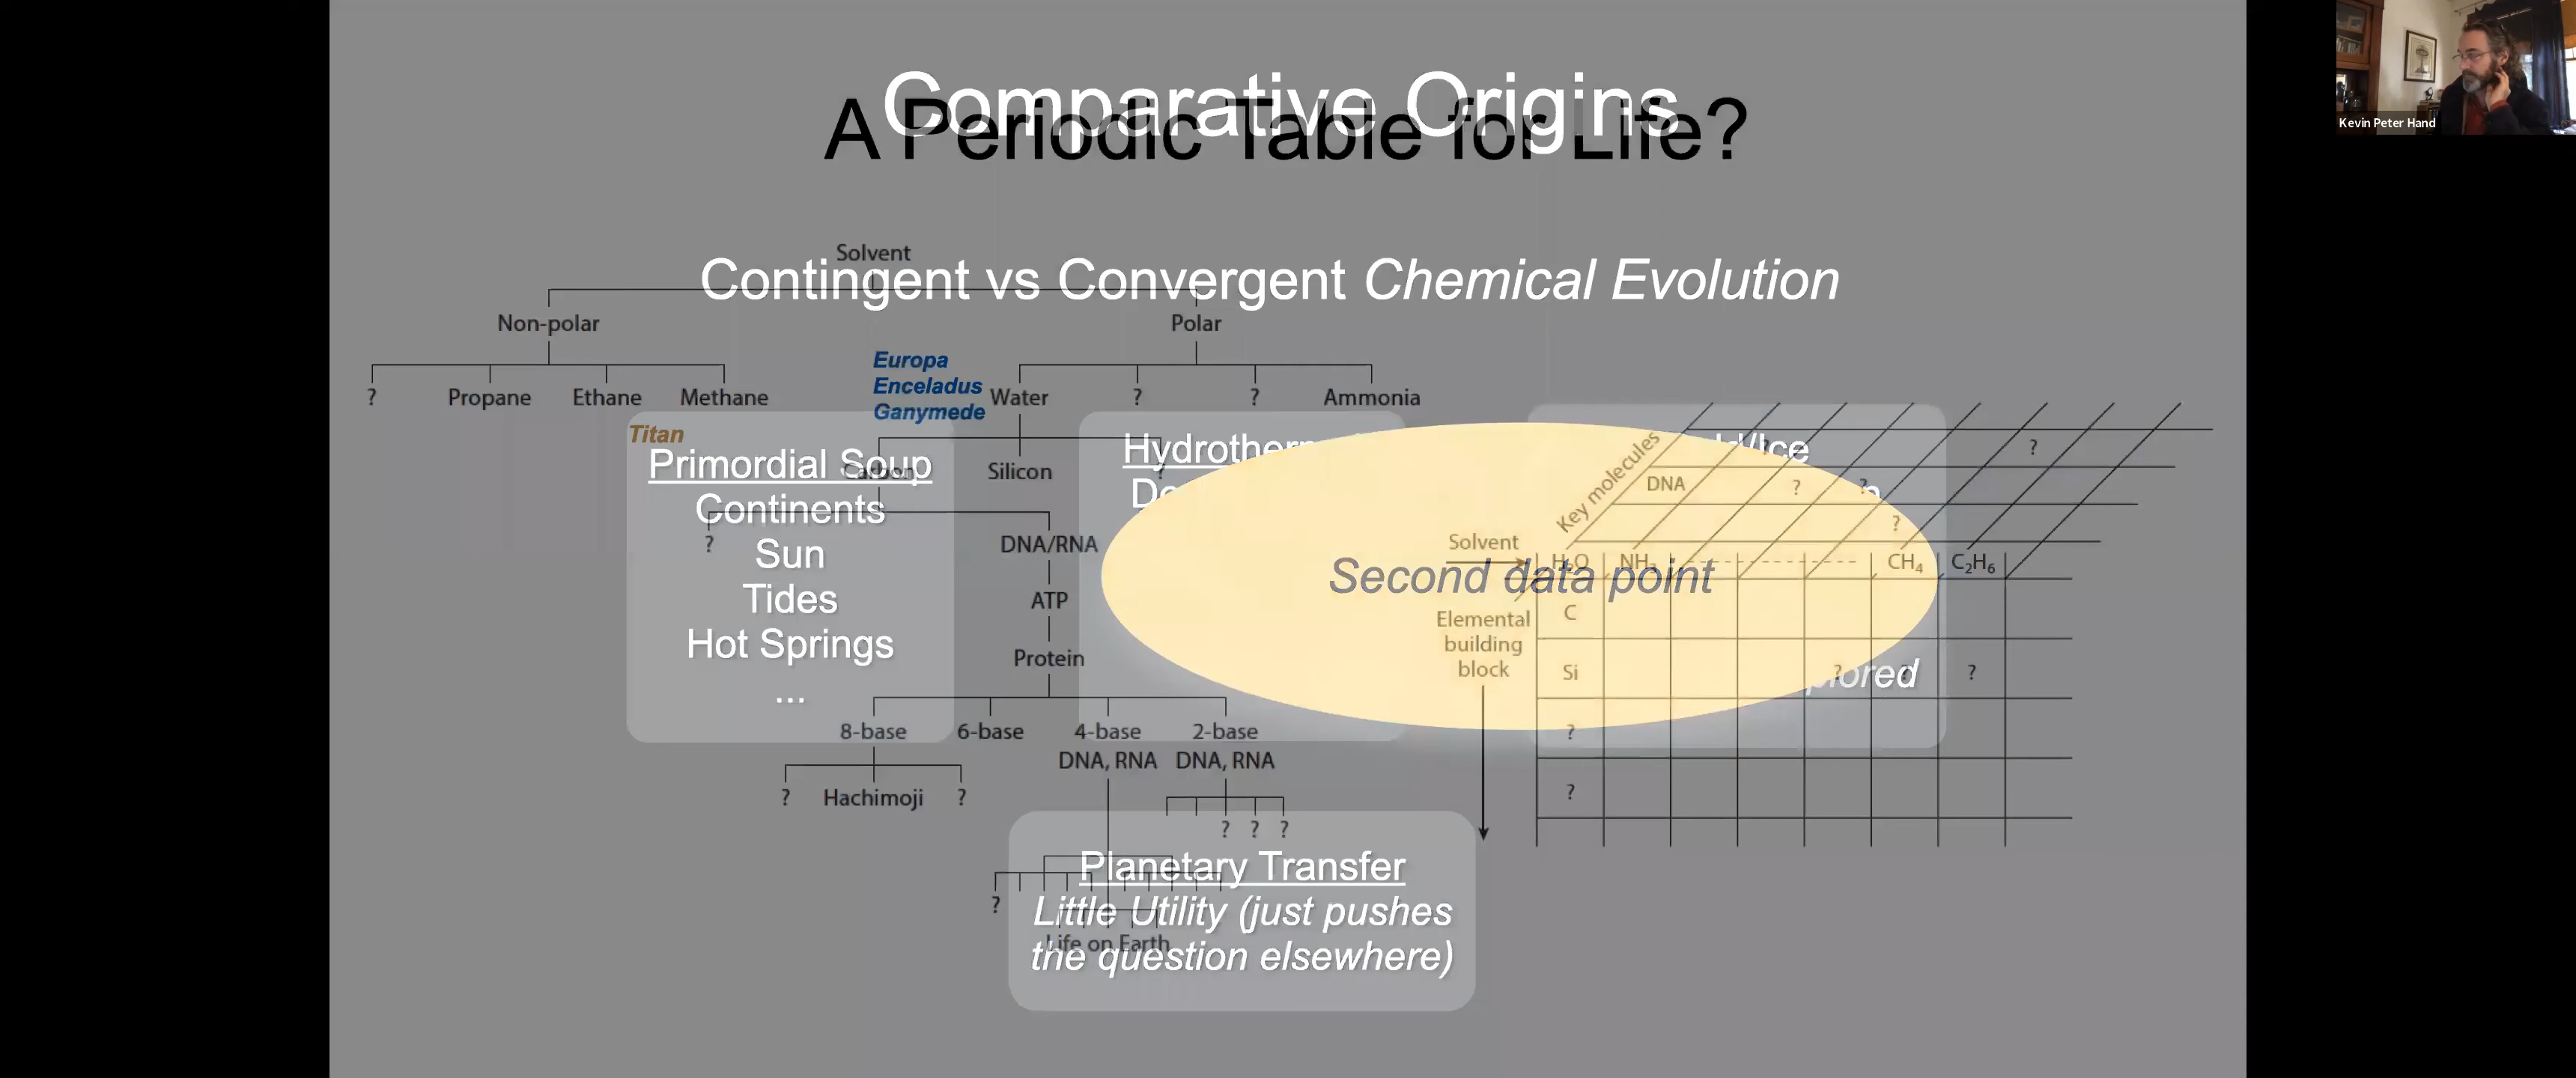 Comparative Origins
A Periodic Table for Life?
Kevin Peter Hand
Contingent vs Convergent Chemical Evolution
Solvent
Non-polar
Polar
? Propane Ethane Methane
Europa
Enceladus
Ganymede
Water ? ? Ammonia
Titan
Carbon Silicon ?
? DNA/RNA
ATP
Protein
8-base 6-base 4-base 2-base
DNA, RNA DNA, RNA
? Hachimoji ?
? ? ?
?
Life on Earth
Primordial Soup
Continents
Sun
Tides
Hot Springs
...
Second data point
Key molecules
DNA ? ?
?
?
Solvent
H₂O NH₃ CH₄ C₂H₆
Elemental
building
block
C
Si ? ? ?
?
?
Planetary Transfer
Little Utility (just pushes
the question elsewhere)